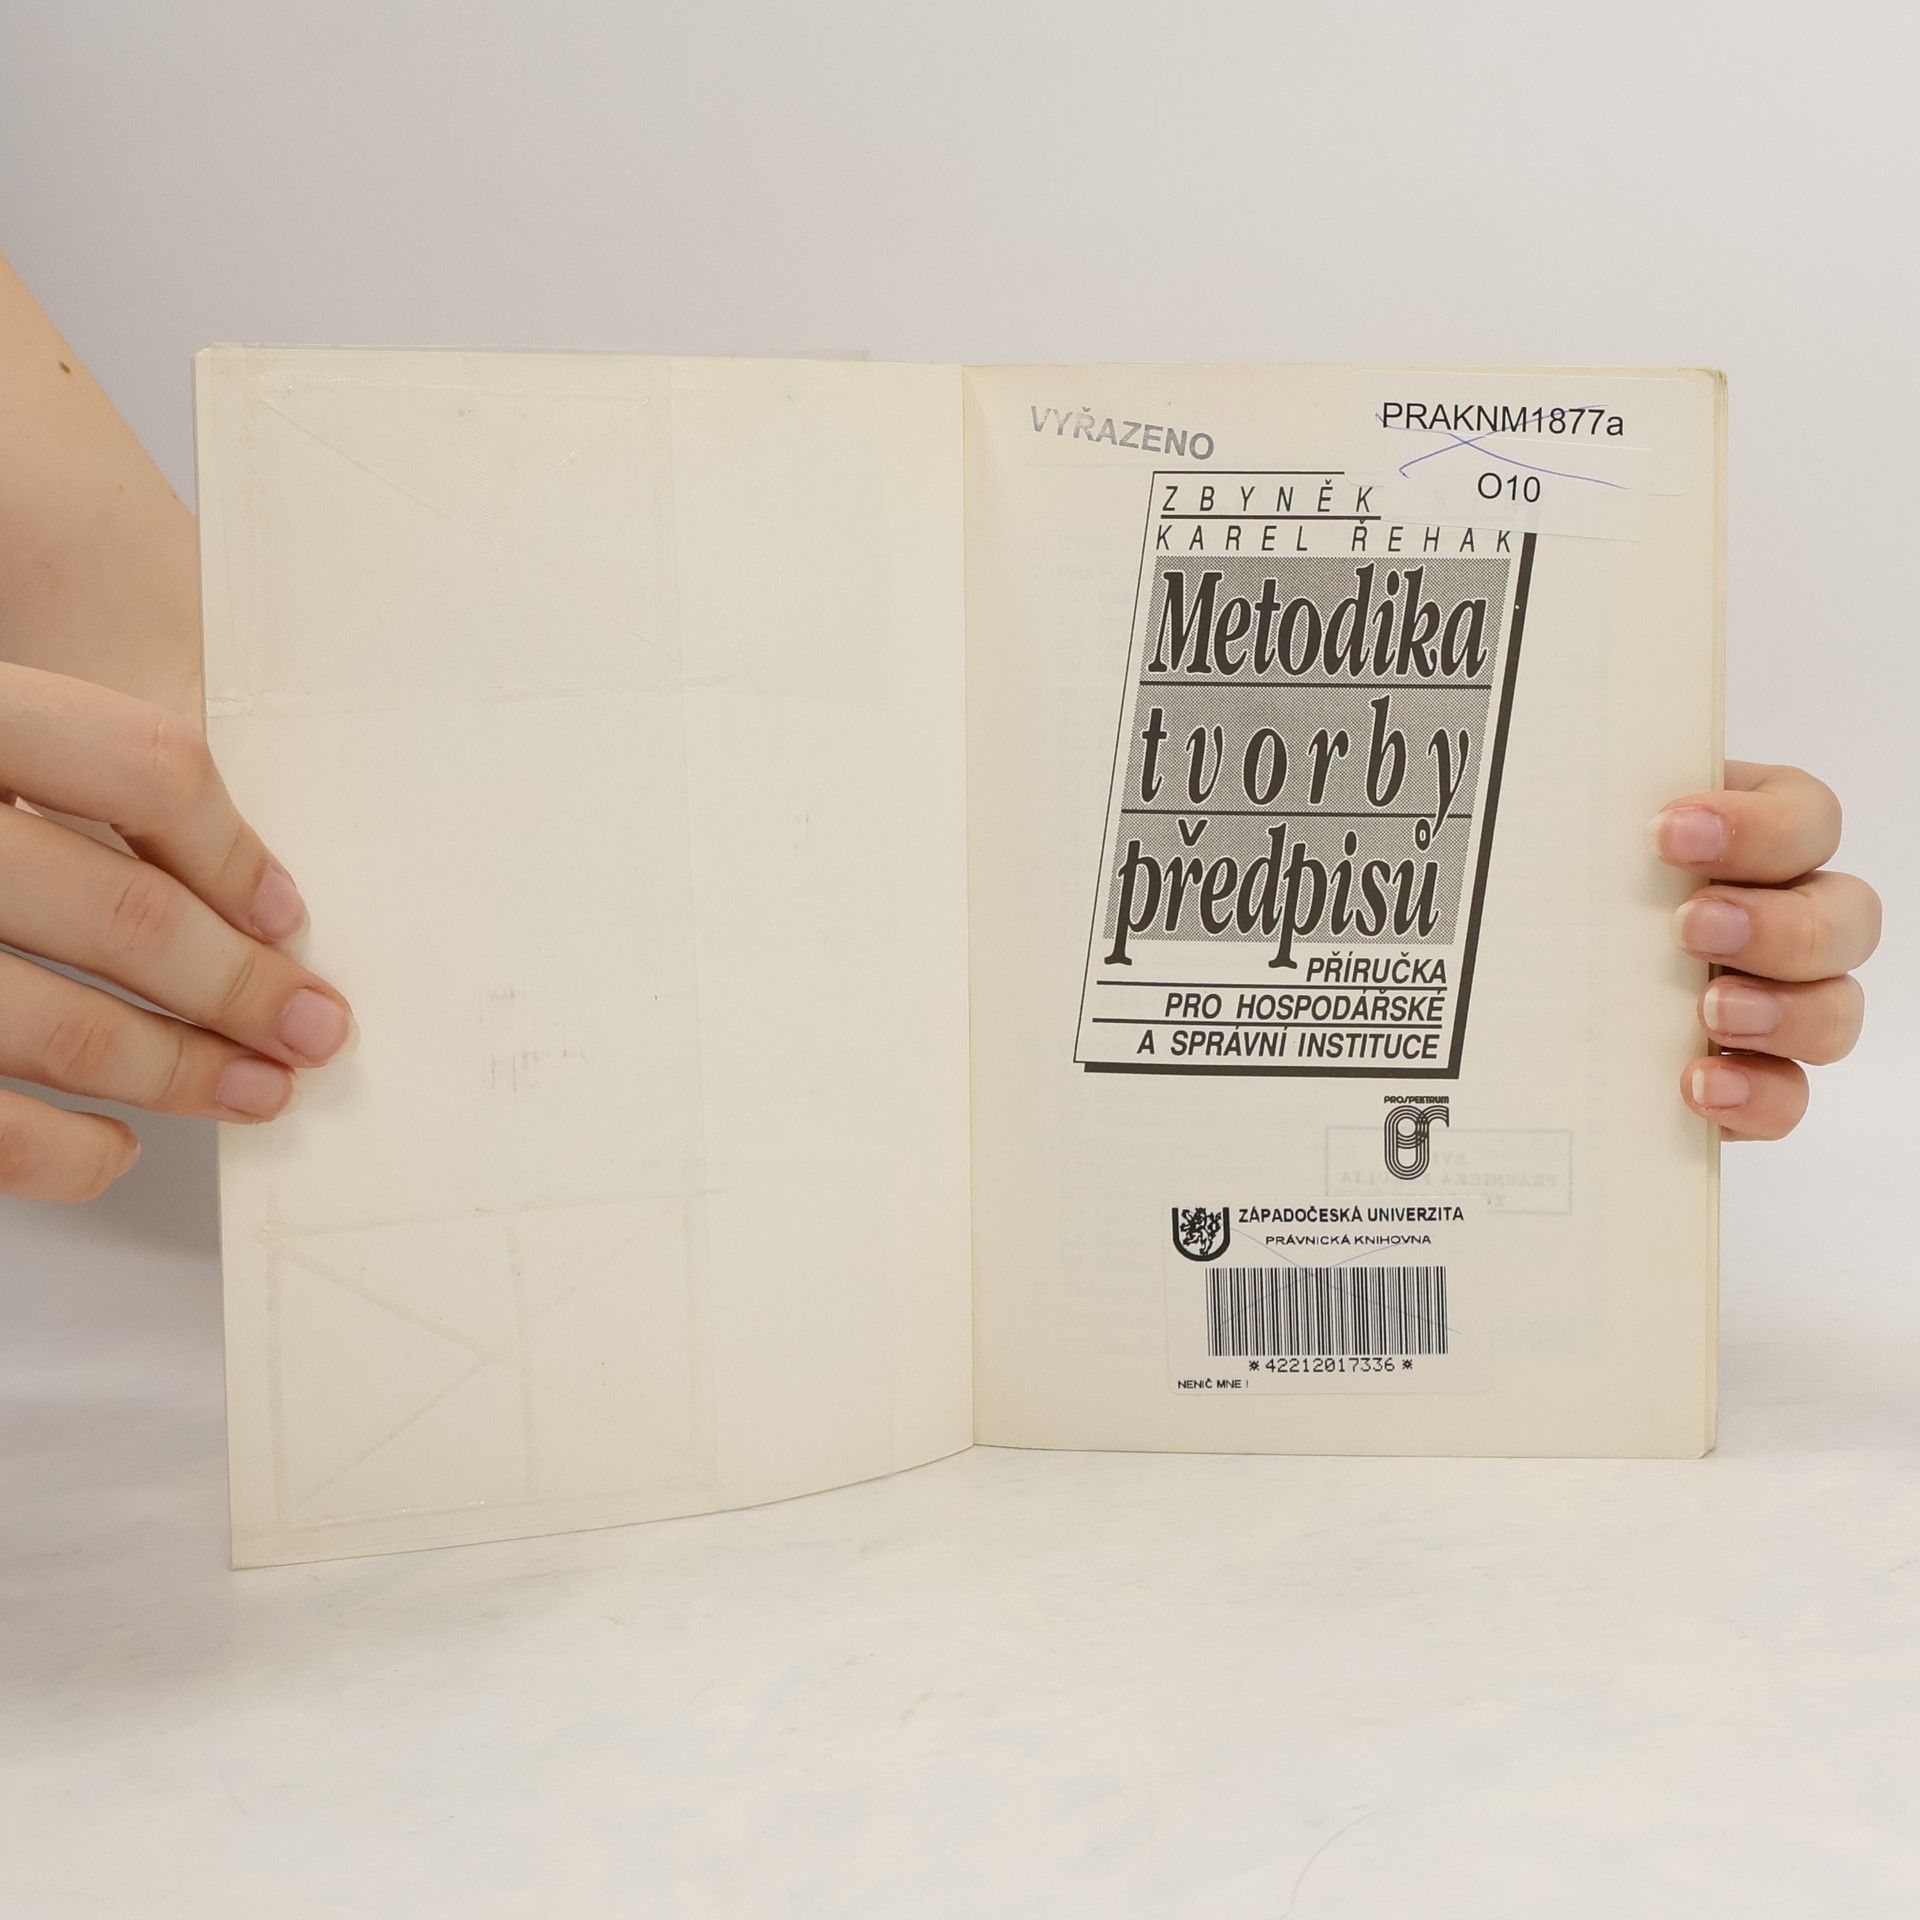 VYŘAZENO
PRAKNM1877a
O10
ZBYNĚK
KAREL ŘEHÁK
Metodika
tvorby
předpisů
PŘÍRUČKA
PRO HOSPODÁŘSKÉ
A SPRÁVNÍ INSTITUCE
PROSPEKTRUM
ZÁPADOČESKÁ UNIVERZITA
PRÁVNICKÁ KNIHOVNA
*42212017336*
NENIČ MNE !